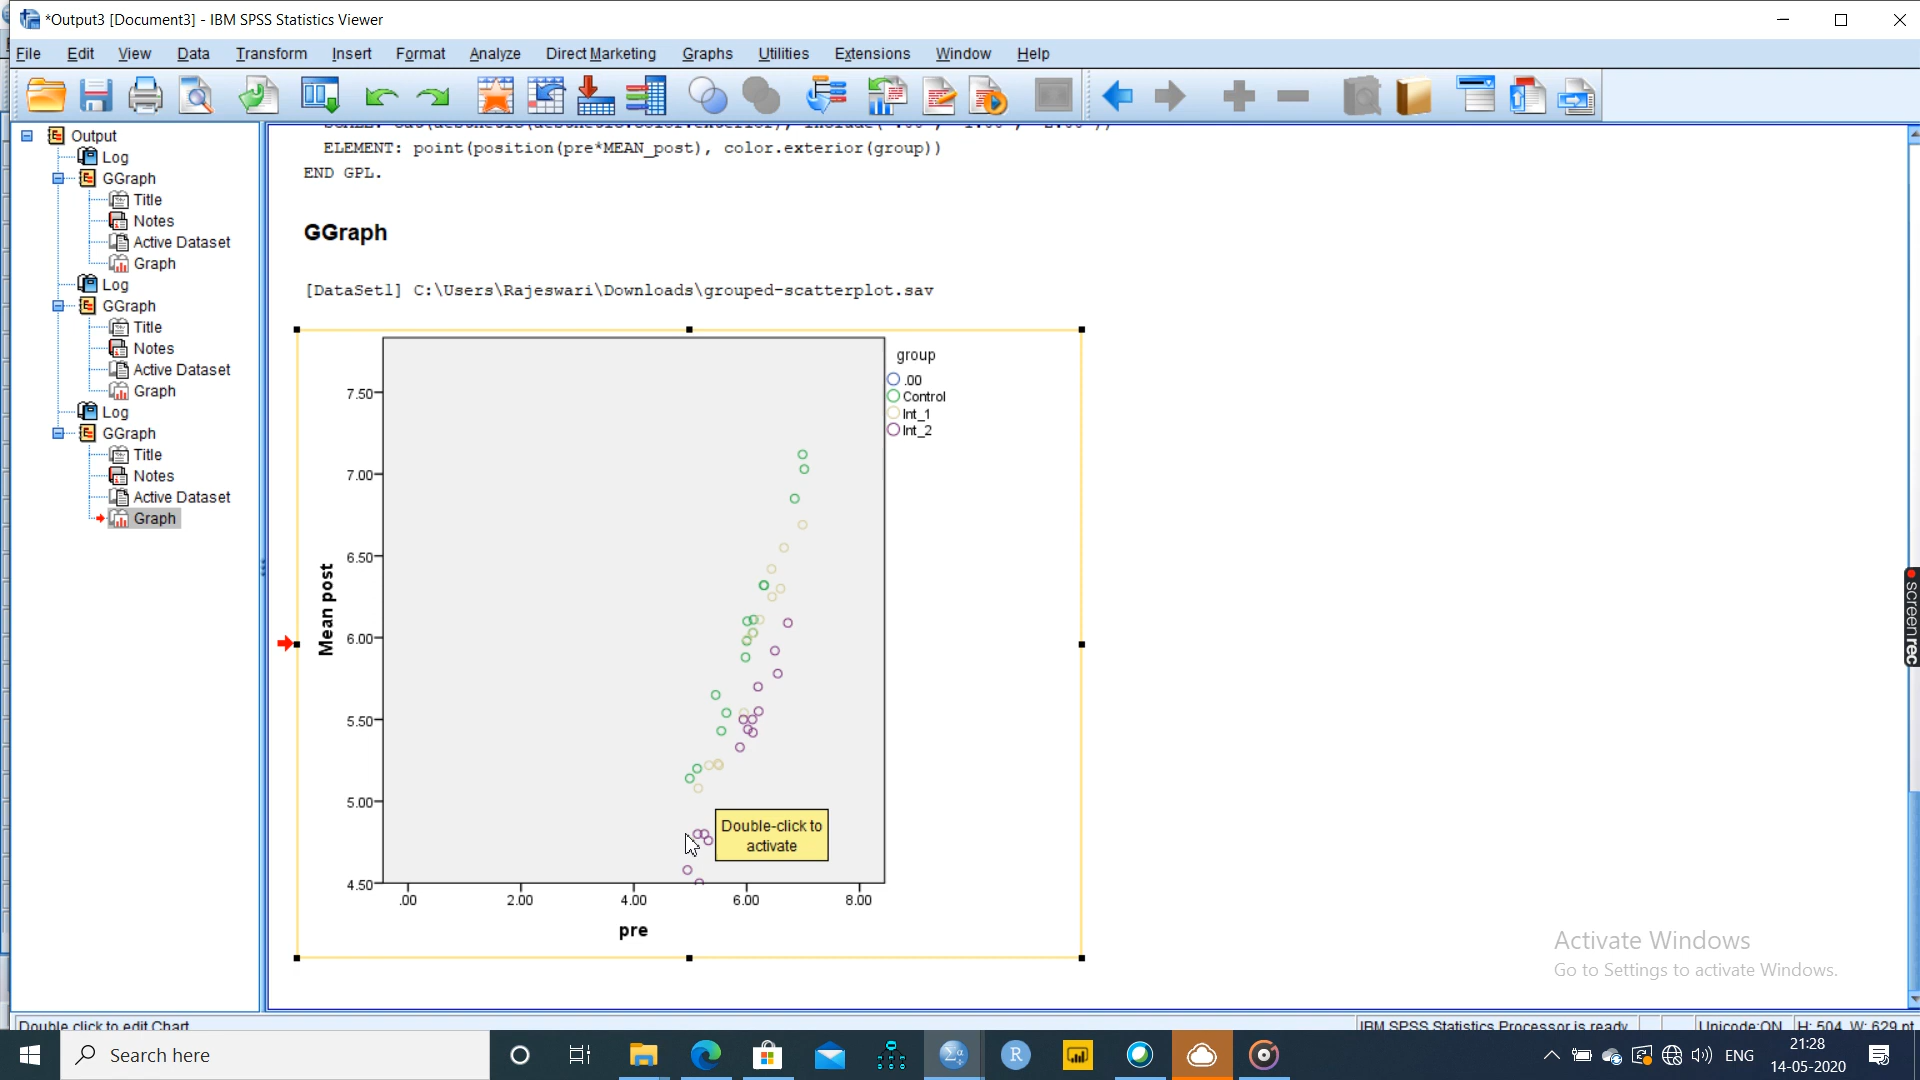 *Output3 [Document3] - IBM SPSS Statistics Viewer
File Edit View Data Transform Insert Format Analyze Direct Marketing Graphs Utilities Extensions Window Help
Output
Log
GGraph
Title
Notes
Active Dataset
Graph
Log
GGraph
Title
Notes
Active Dataset
Graph
Log
GGraph
Title
Notes
Active Dataset
Graph
ELEMENT: point(position(pre*MEAN_post), color.exterior(group))
END GPL.
GGraph
[DataSet1] C:\Users\Rajeswari\Downloads\grouped-scatterplot.sav
group
.00
Control
Int_1
Int_2
7.50
7.00
6.50
6.00
5.50
5.00
4.50
Mean post
.00 2.00 4.00 6.00 8.00
pre
Double-click to
activate
screenrec
Activate Windows
Go to Settings to activate Windows.
Double click to edit Chart
IBM SPSS Statistics Processor is ready Unicode:ON H: 504, W: 629 pt
Search here
R
ENG
21:28
14-05-2020